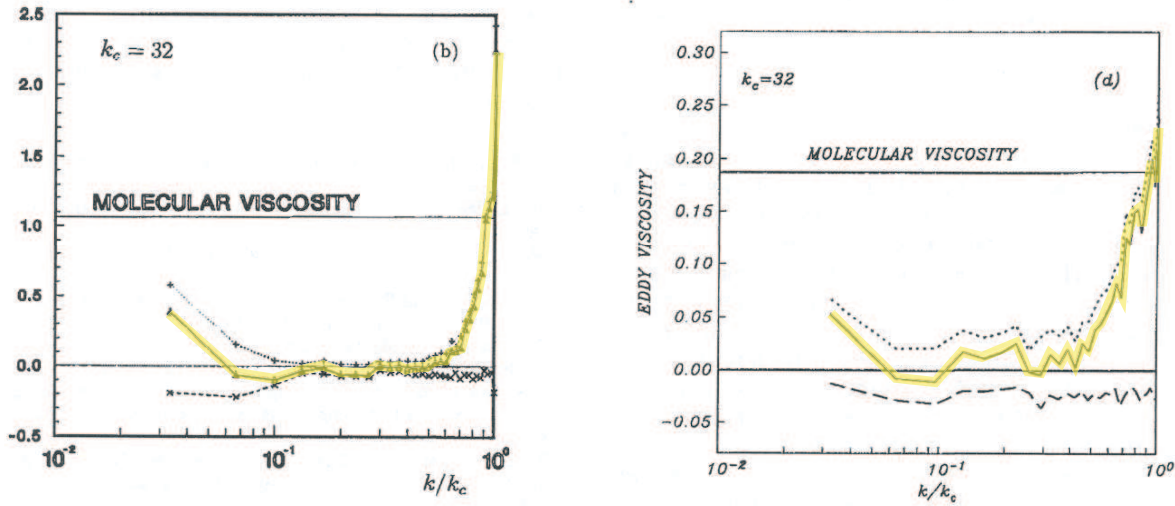 2.5
2.0
1.5
1.0
0.5
0.0
-0.5
k_c = 32
(b)
MOLECULAR VISCOSITY
10^-2
10^-1
10^0
k/k_c
0.30
0.25
0.20
0.15
0.10
0.05
0.00
-0.05
EDDY VISCOSITY
k_c=32
(d)
MOLECULAR VISCOSITY
10^-2
10^-1
10^0
k/k_c